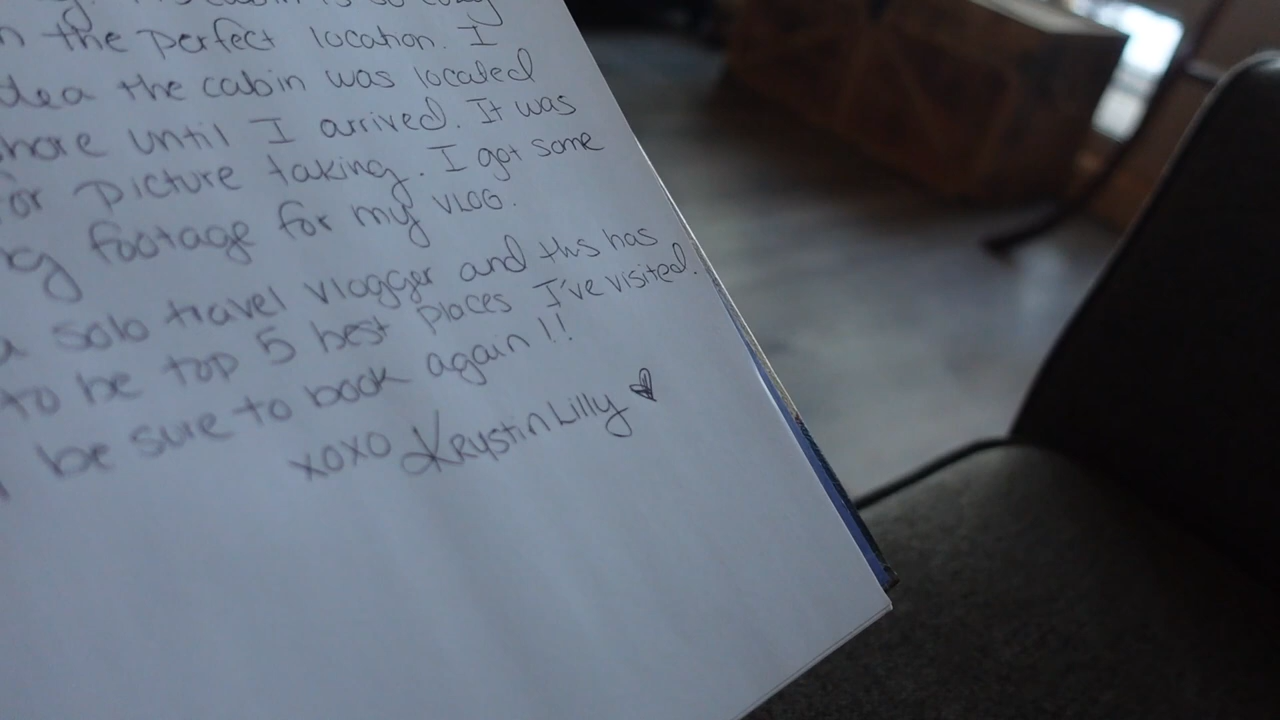 the perfect location. I
the cabin was located
until I arrived. It was
or picture taking. I got some
footage for my VLOG.
a solo travel vlogger and this has
to be top 5 best places I've visited.
be sure to book again!!
xoxo KrystinLilly